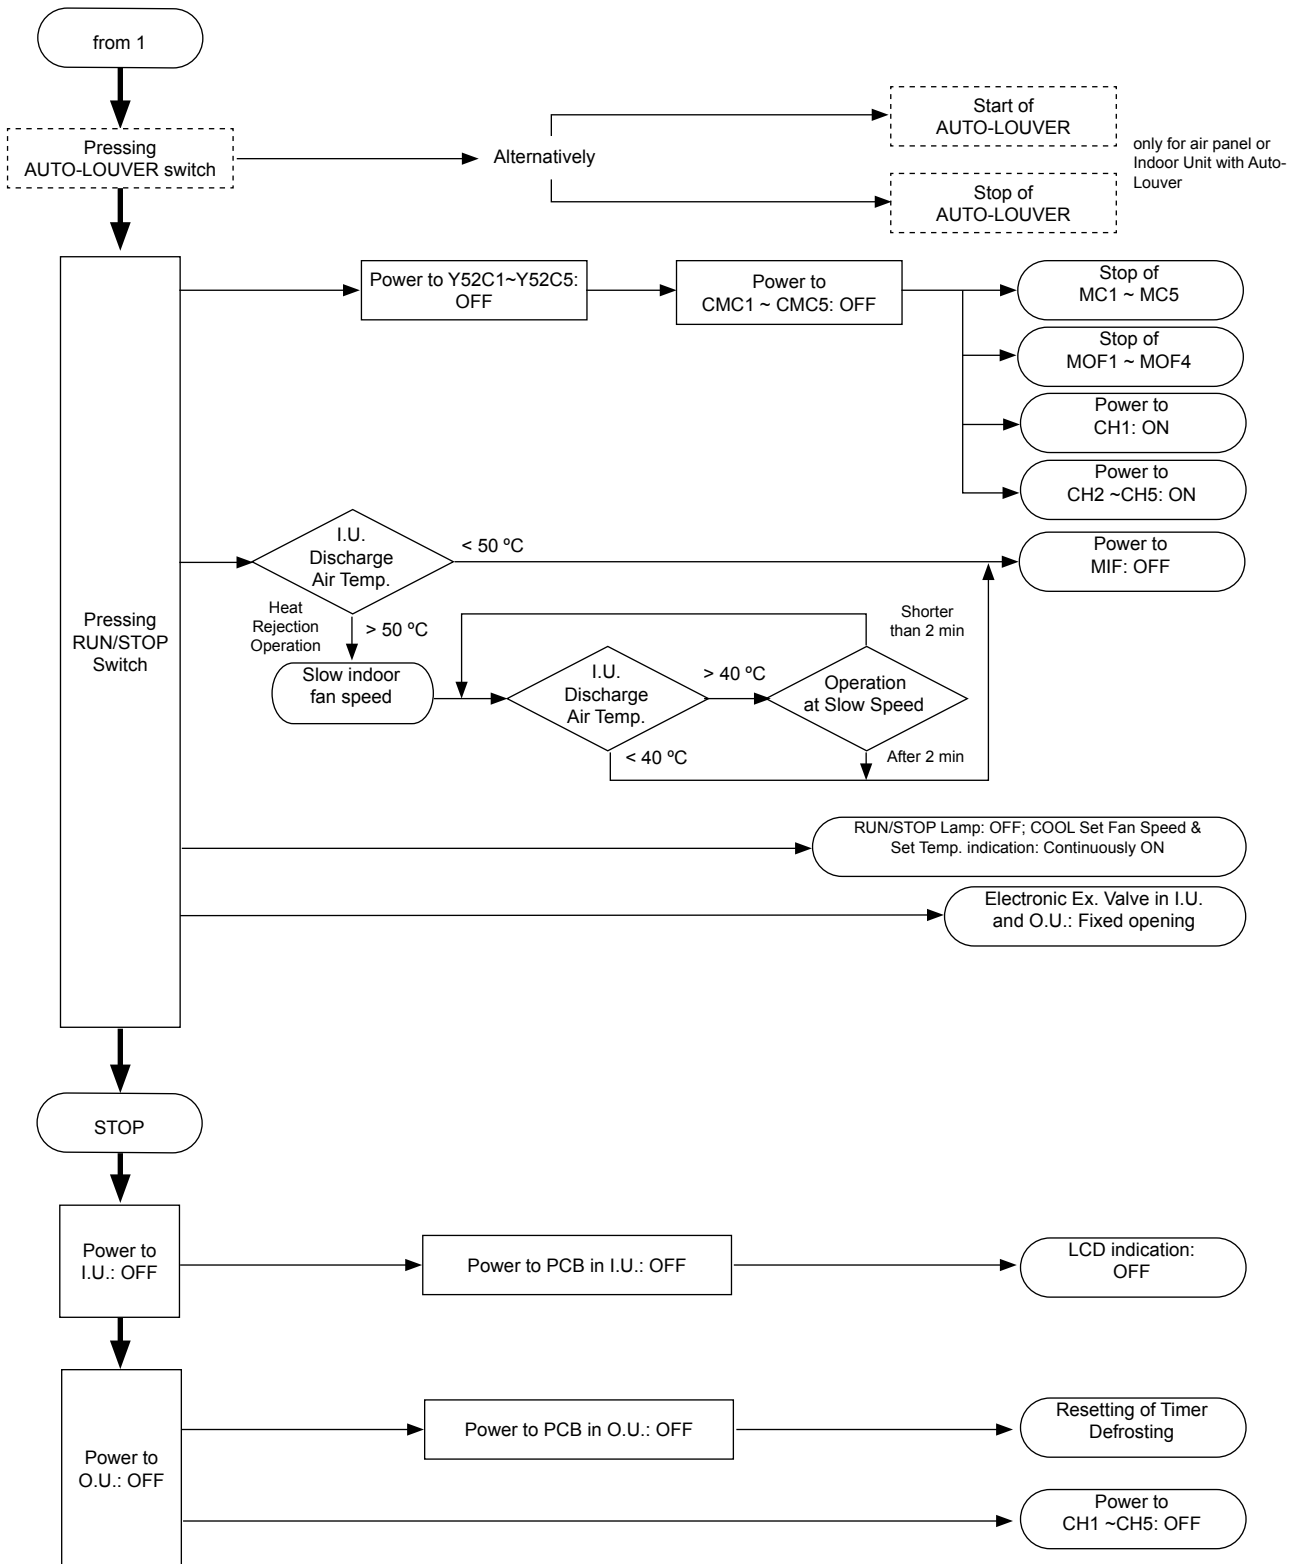 from 1
Pressing
AUTO-LOUVER switch
Alternatively
Start of
AUTO-LOUVER
Stop of
AUTO-LOUVER
only for air panel or
Indoor Unit with Auto-
Louver
Pressing
RUN/STOP
Switch
Power to Y52C1~Y52C5:
OFF
Power to
CMC1 ~ CMC5: OFF
Stop of
MC1 ~ MC5
Stop of
MOF1 ~ MOF4
Power to
CH1: ON
Power to
CH2 ~CH5: ON
I.U.
Discharge
Air Temp.
< 50 ºC
Power to
MIF: OFF
Heat
Rejection
Operation
> 50 ºC
Slow indoor
fan speed
I.U.
Discharge
Air Temp.
> 40 ºC
< 40 ºC
Operation
at Slow Speed
Shorter
than 2 min
After 2 min
RUN/STOP Lamp: OFF; COOL Set Fan Speed &
Set Temp. indication: Continuously ON
Electronic Ex. Valve in I.U.
and O.U.: Fixed opening
STOP
Power to
I.U.: OFF
Power to PCB in I.U.: OFF
LCD indication:
OFF
Power to
O.U.: OFF
Power to PCB in O.U.: OFF
Resetting of Timer
Defrosting
Power to
CH1 ~CH5: OFF